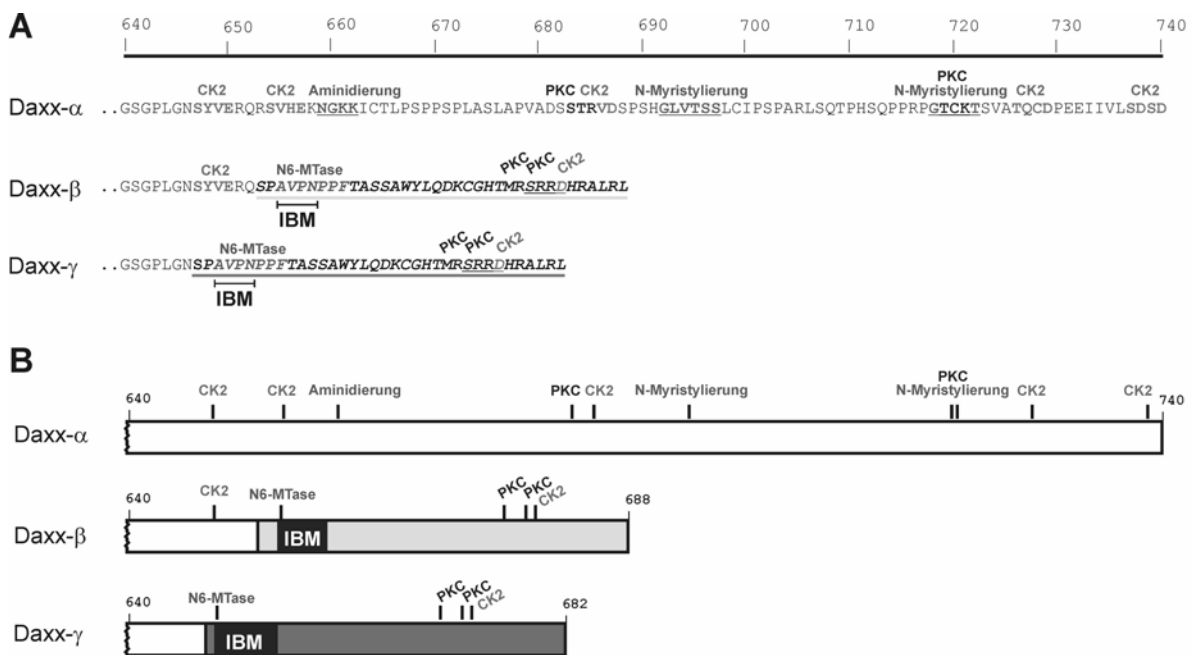 A
640 650 660 670 680 690 700 710 720 730 740
PKC
CK2 CK2 Aminidierung PKC CK2 N-Myristylierung N-Myristylierung CK2 CK2
Daxx-α ..GSGPLGNSYVERQRSVHEKNGKKICTLPSPPSPLASLAPVADSSTRVDSPSHGLVTSSLCIPSPARLSQTPHSQPPRPGTCKTSVATQCDPEEIIVLSDSD
CK2 N6-MTase PKC PKC CK2
Daxx-β ..GSGPLGNSYVERQSPAVPNPPFTASSAWYLQDKCGHTMRSRRDHRALRL
IBM
N6-MTase PKC PKC CK2
Daxx-γ ..GSGPLGNSPAVPNPPFTASSAWYLQDKCGHTMRSRRDHRALRL
IBM
B
PKC
CK2 CK2 Aminidierung PKC CK2 N-Myristylierung N-Myristylierung CK2 CK2
640 740
Daxx-α
CK2 N6-MTase PKC PKC CK2
640 688
Daxx-β IBM
N6-MTase PKC PKC CK2
640 682
Daxx-γ IBM